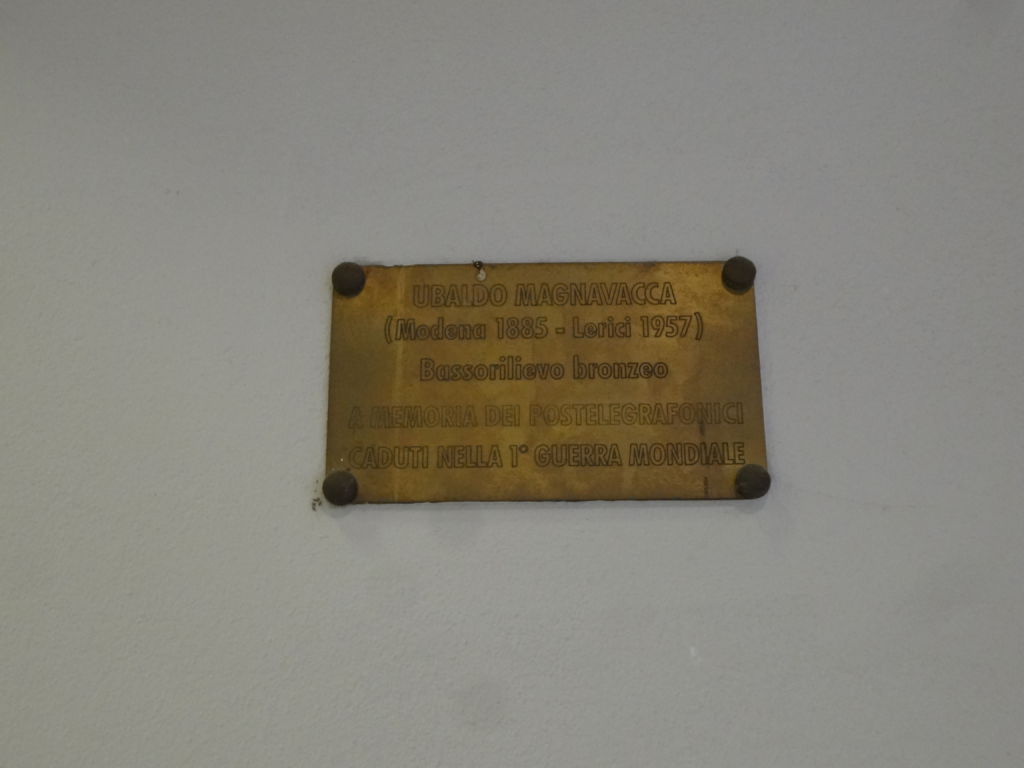 UBALDO MAGNAVACCA
(Modena 1885 - Lerici 1957)
Bassorilievo bronzeo
A MEMORIA DEI POSTELEGRAFONICI
CADUTI NELLA 1° GUERRA MONDIALE